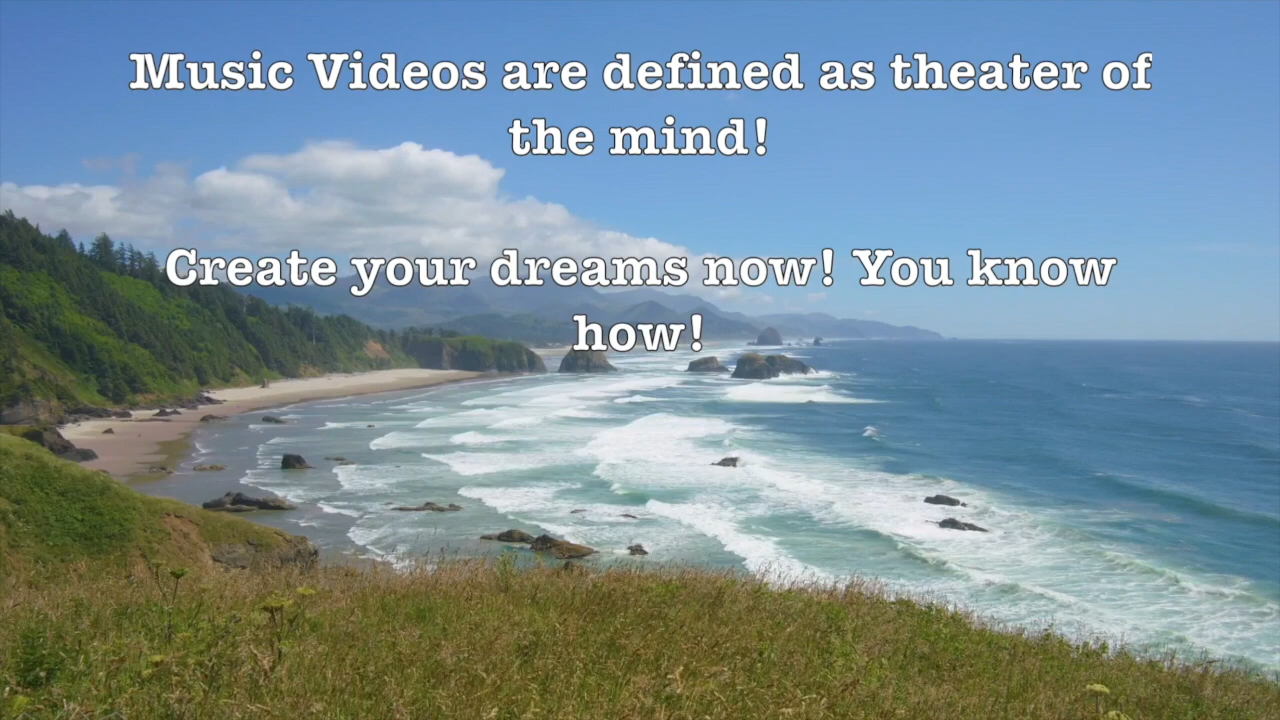 Music Videos are defined as theater of
the mind!
Create your dreams now! You know
how!